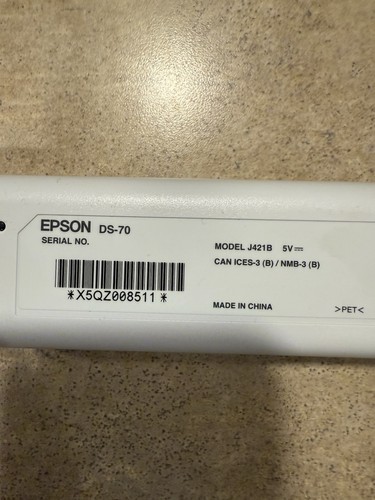 EPSON DS-70
SERIAL NO.
*X5QZ008511*
MODEL J421B 5V⎓
CAN ICES-3 (B) / NMB-3 (B)
MADE IN CHINA
>PET<